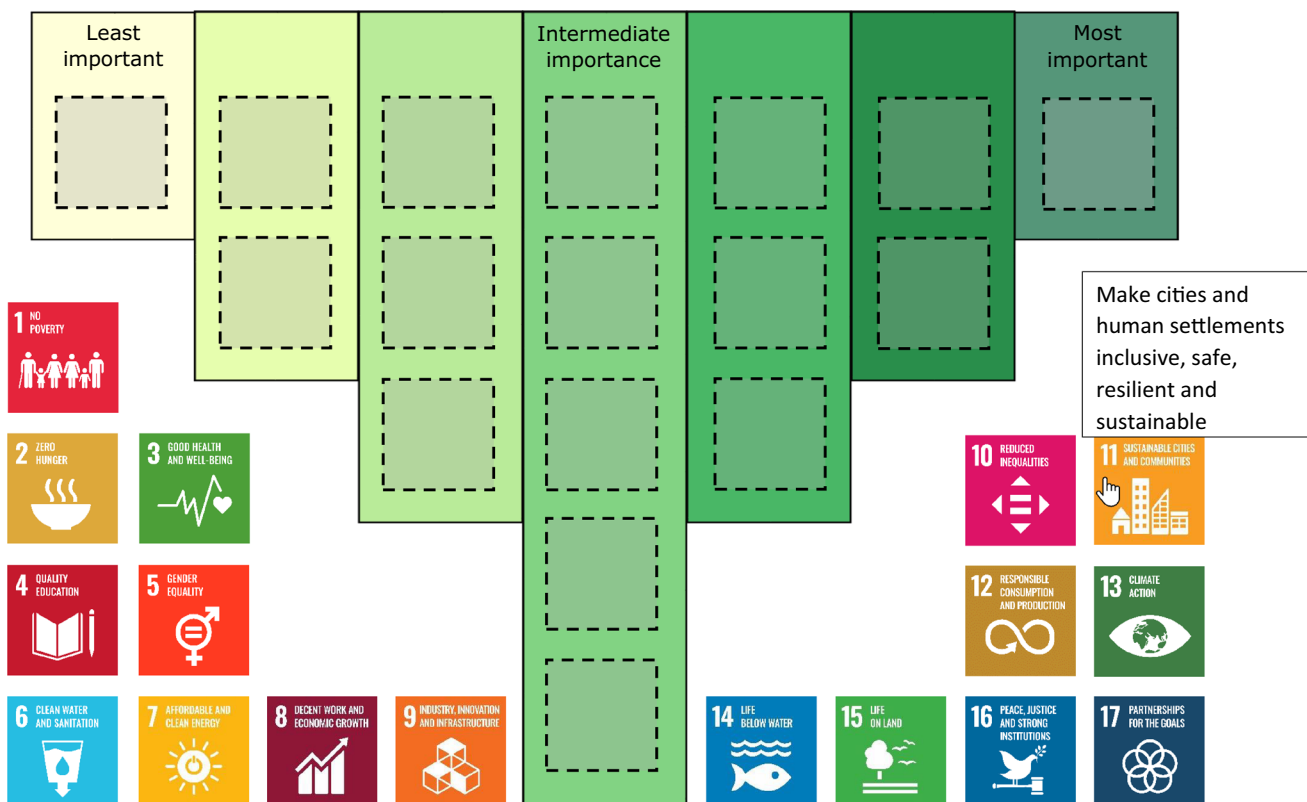 Least
important
Intermediate
importance
Most
important
Make cities and
human settlements
inclusive, safe,
resilient and
sustainable
1 NO
POVERTY
2 ZERO
HUNGER
3 GOOD HEALTH
AND WELL-BEING
10 REDUCED
INEQUALITIES
11 SUSTAINABLE CITIES
AND COMMUNITIES
4 QUALITY
EDUCATION
5 GENDER
EQUALITY
12 RESPONSIBLE
CONSUMPTION
AND PRODUCTION
13 CLIMATE
ACTION
6 CLEAN WATER
AND SANITATION
7 AFFORDABLE AND
CLEAN ENERGY
8 DECENT WORK AND
ECONOMIC GROWTH
9 INDUSTRY, INNOVATION
AND INFRASTRUCTURE
14 LIFE
BELOW WATER
15 LIFE
ON LAND
16 PEACE, JUSTICE
AND STRONG
INSTITUTIONS
17 PARTNERSHIPS
FOR THE GOALS